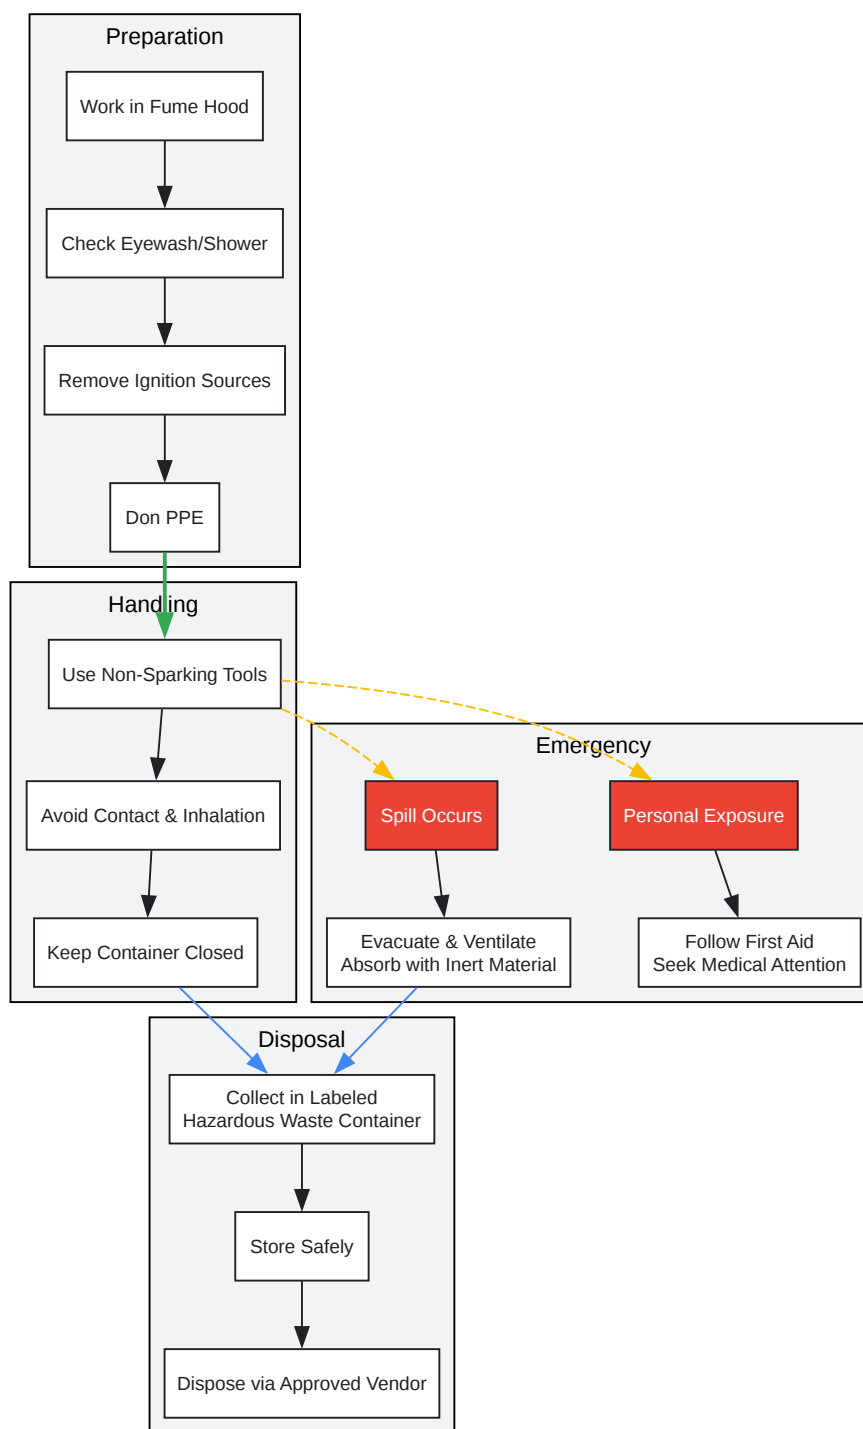 Preparation
Work in Fume Hood
Check Eyewash/Shower
Remove Ignition Sources
Don PPE
Handling
Use Non-Sparking Tools
Avoid Contact & Inhalation
Keep Container Closed
Emergency
Spill Occurs
Personal Exposure
Evacuate & Ventilate
Absorb with Inert Material
Follow First Aid
Seek Medical Attention
Disposal
Collect in Labeled
Hazardous Waste Container
Store Safely
Dispose via Approved Vendor